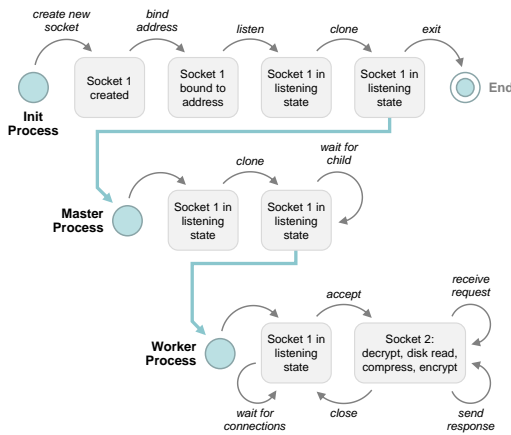 create new
socket
bind
address
listen
clone
exit
Socket 1
created
Socket 1
bound to
address
Socket 1 in
listening
state
Socket 1 in
listening
state
End
Init
Process
clone
wait for
child
Socket 1 in
listening
state
Socket 1 in
listening
state
Master
Process
accept
receive
request
Worker
Process
Socket 1 in
listening
state
Socket 2:
decrypt, disk read,
compress, encrypt
wait for
connections
close
send
response